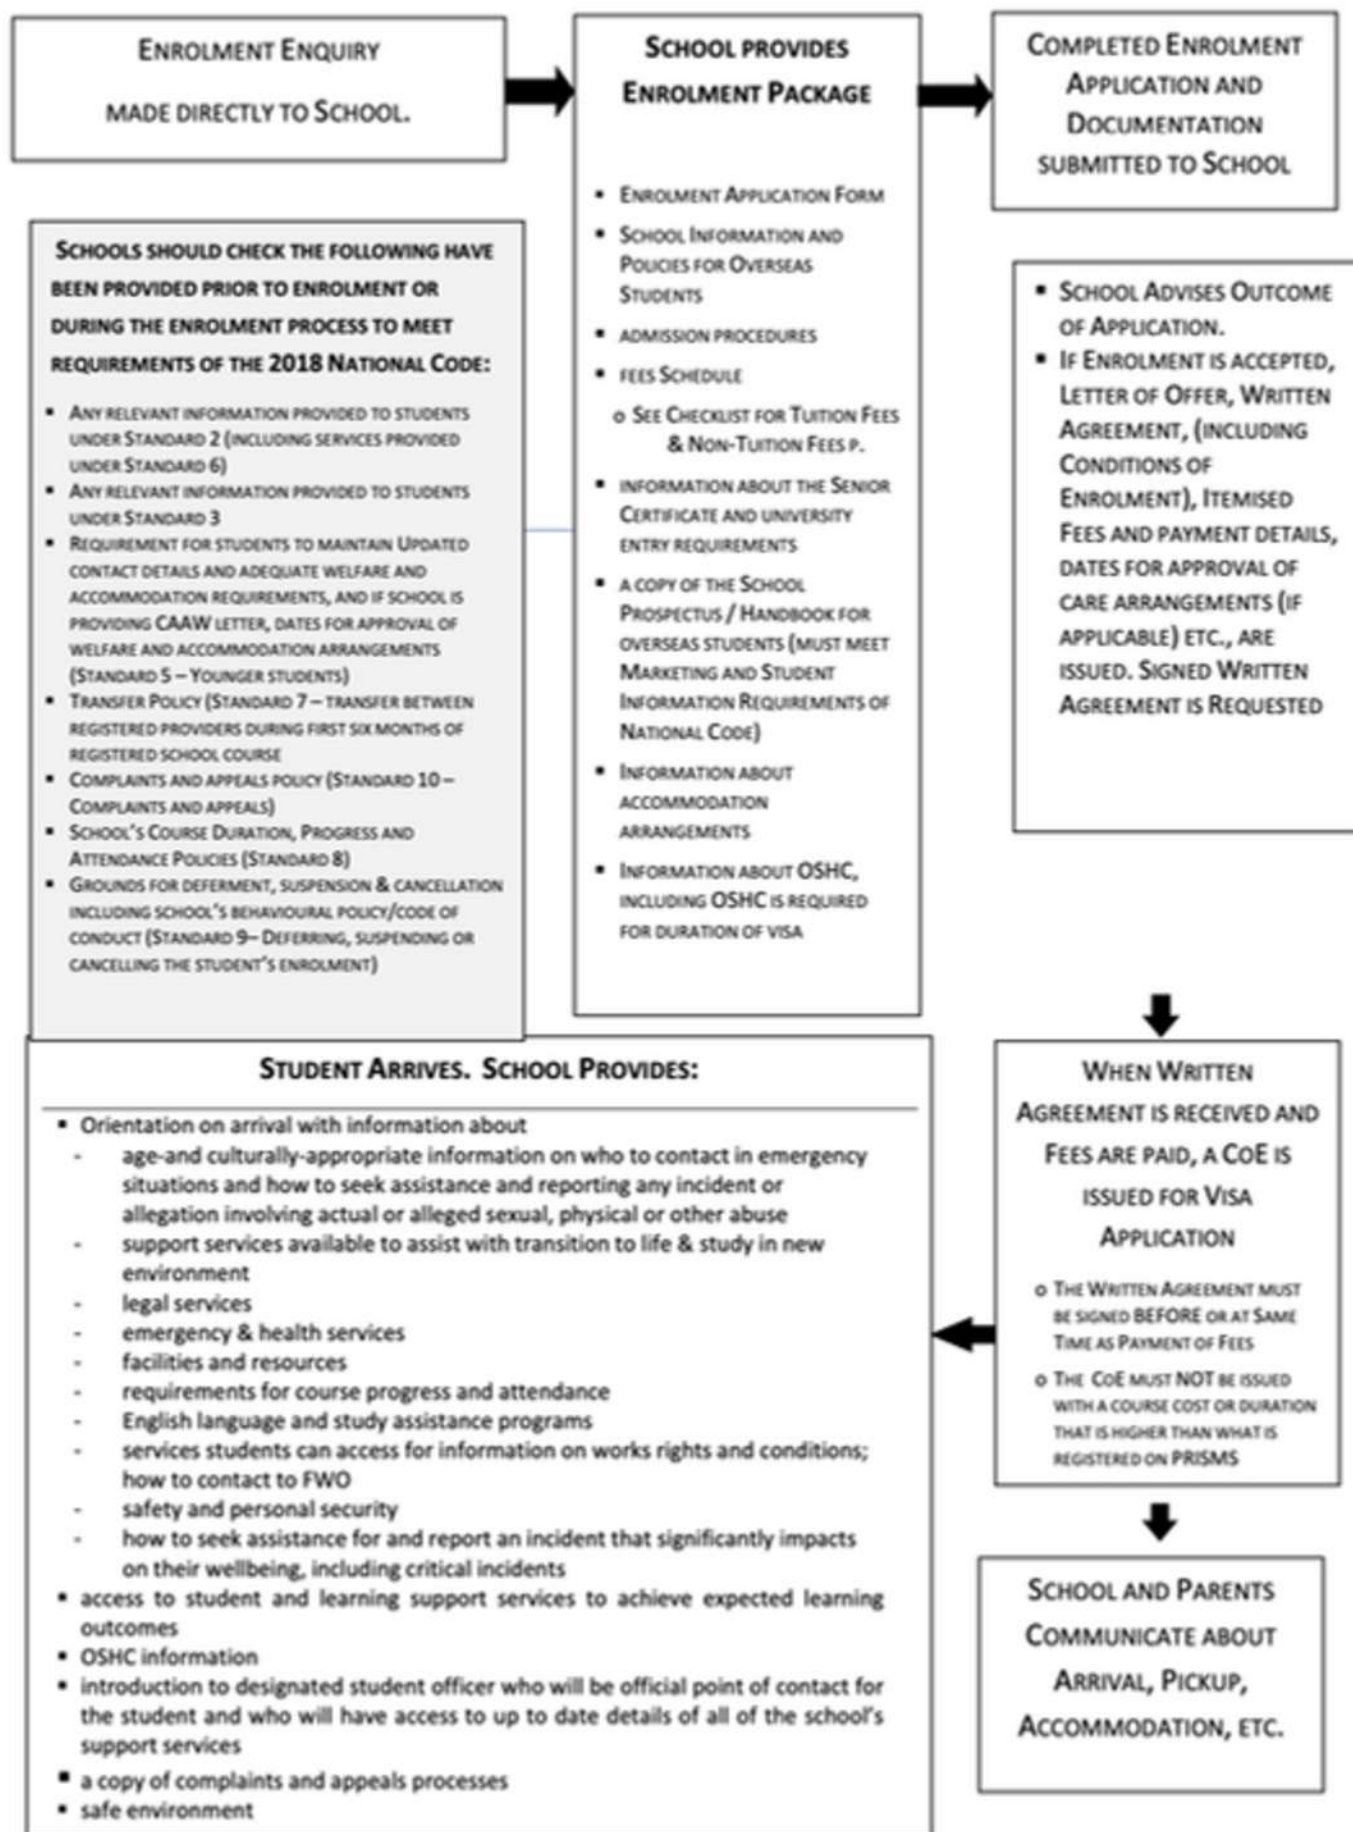 ENROLMENT ENQUIRY
MADE DIRECTLY TO SCHOOL.
SCHOOL PROVIDES
ENROLMENT PACKAGE
▪ ENROLMENT APPLICATION FORM
▪ SCHOOL INFORMATION AND
POLICIES FOR OVERSEAS
STUDENTS
▪ ADMISSION PROCEDURES
▪ FEES SCHEDULE
o SEE CHECKLIST FOR TUITION FEES
& NON-TUITION FEES P.
▪ INFORMATION ABOUT THE SENIOR
CERTIFICATE AND UNIVERSITY
ENTRY REQUIREMENTS
▪ A COPY OF THE SCHOOL
PROSPECTUS / HANDBOOK FOR
OVERSEAS STUDENTS (MUST MEET
MARKETING AND STUDENT
INFORMATION REQUIREMENTS OF
NATIONAL CODE)
▪ INFORMATION ABOUT
ACCOMMODATION
ARRANGEMENTS
▪ INFORMATION ABOUT OSHC,
INCLUDING OSHC IS REQUIRED
FOR DURATION OF VISA
COMPLETED ENROLMENT
APPLICATION AND
DOCUMENTATION
SUBMITTED TO SCHOOL
SCHOOLS SHOULD CHECK THE FOLLOWING HAVE
BEEN PROVIDED PRIOR TO ENROLMENT OR
DURING THE ENROLMENT PROCESS TO MEET
REQUIREMENTS OF THE 2018 NATIONAL CODE:
▪ ANY RELEVANT INFORMATION PROVIDED TO STUDENTS
UNDER STANDARD 2 (INCLUDING SERVICES PROVIDED
UNDER STANDARD 6)
▪ ANY RELEVANT INFORMATION PROVIDED TO STUDENTS
UNDER STANDARD 3
▪ REQUIREMENT FOR STUDENTS TO MAINTAIN UPDATED
CONTACT DETAILS AND ADEQUATE WELFARE AND
ACCOMMODATION REQUIREMENTS, AND IF SCHOOL IS
PROVIDING CAAW LETTER, DATES FOR APPROVAL OF
WELFARE AND ACCOMMODATION ARRANGEMENTS
(STANDARD 5 – YOUNGER STUDENTS)
▪ TRANSFER POLICY (STANDARD 7 – TRANSFER BETWEEN
REGISTERED PROVIDERS DURING FIRST SIX MONTHS OF
REGISTERED SCHOOL COURSE
▪ COMPLAINTS AND APPEALS POLICY (STANDARD 10 –
COMPLAINTS AND APPEALS)
▪ SCHOOL'S COURSE DURATION, PROGRESS AND
ATTENDANCE POLICIES (STANDARD 8)
▪ GROUNDS FOR DEFERMENT, SUSPENSION & CANCELLATION
INCLUDING SCHOOL'S BEHAVIOURAL POLICY/CODE OF
CONDUCT (STANDARD 9– DEFERRING, SUSPENDING OR
CANCELLING THE STUDENT'S ENROLMENT)
▪ SCHOOL ADVISES OUTCOME
OF APPLICATION.
▪ IF ENROLMENT IS ACCEPTED,
LETTER OF OFFER, WRITTEN
AGREEMENT, (INCLUDING
CONDITIONS OF
ENROLMENT), ITEMISED
FEES AND PAYMENT DETAILS,
DATES FOR APPROVAL OF
CARE ARRANGEMENTS (IF
APPLICABLE) ETC., ARE
ISSUED. SIGNED WRITTEN
AGREEMENT IS REQUESTED
WHEN WRITTEN
AGREEMENT IS RECEIVED AND
FEES ARE PAID, A COE IS
ISSUED FOR VISA
APPLICATION
o THE WRITTEN AGREEMENT MUST
BE SIGNED BEFORE OR AT SAME
TIME AS PAYMENT OF FEES
o THE COE MUST NOT BE ISSUED
WITH A COURSE COST OR DURATION
THAT IS HIGHER THAN WHAT IS
REGISTERED ON PRISMS
STUDENT ARRIVES. SCHOOL PROVIDES:
▪ Orientation on arrival with information about
- age-and culturally-appropriate information on who to contact in emergency
situations and how to seek assistance and reporting any incident or
allegation involving actual or alleged sexual, physical or other abuse
- support services available to assist with transition to life & study in new
environment
- legal services
- emergency & health services
- facilities and resources
- requirements for course progress and attendance
- English language and study assistance programs
- services students can access for information on works rights and conditions;
how to contact to FWO
- safety and personal security
- how to seek assistance for and report an incident that significantly impacts
on their wellbeing, including critical incidents
▪ access to student and learning support services to achieve expected learning
outcomes
▪ OSHC information
▪ introduction to designated student officer who will be official point of contact for
the student and who will have access to up to date details of all of the school's
support services
▪ a copy of complaints and appeals processes
▪ safe environment
SCHOOL AND PARENTS
COMMUNICATE ABOUT
ARRIVAL, PICKUP,
ACCOMMODATION, ETC.